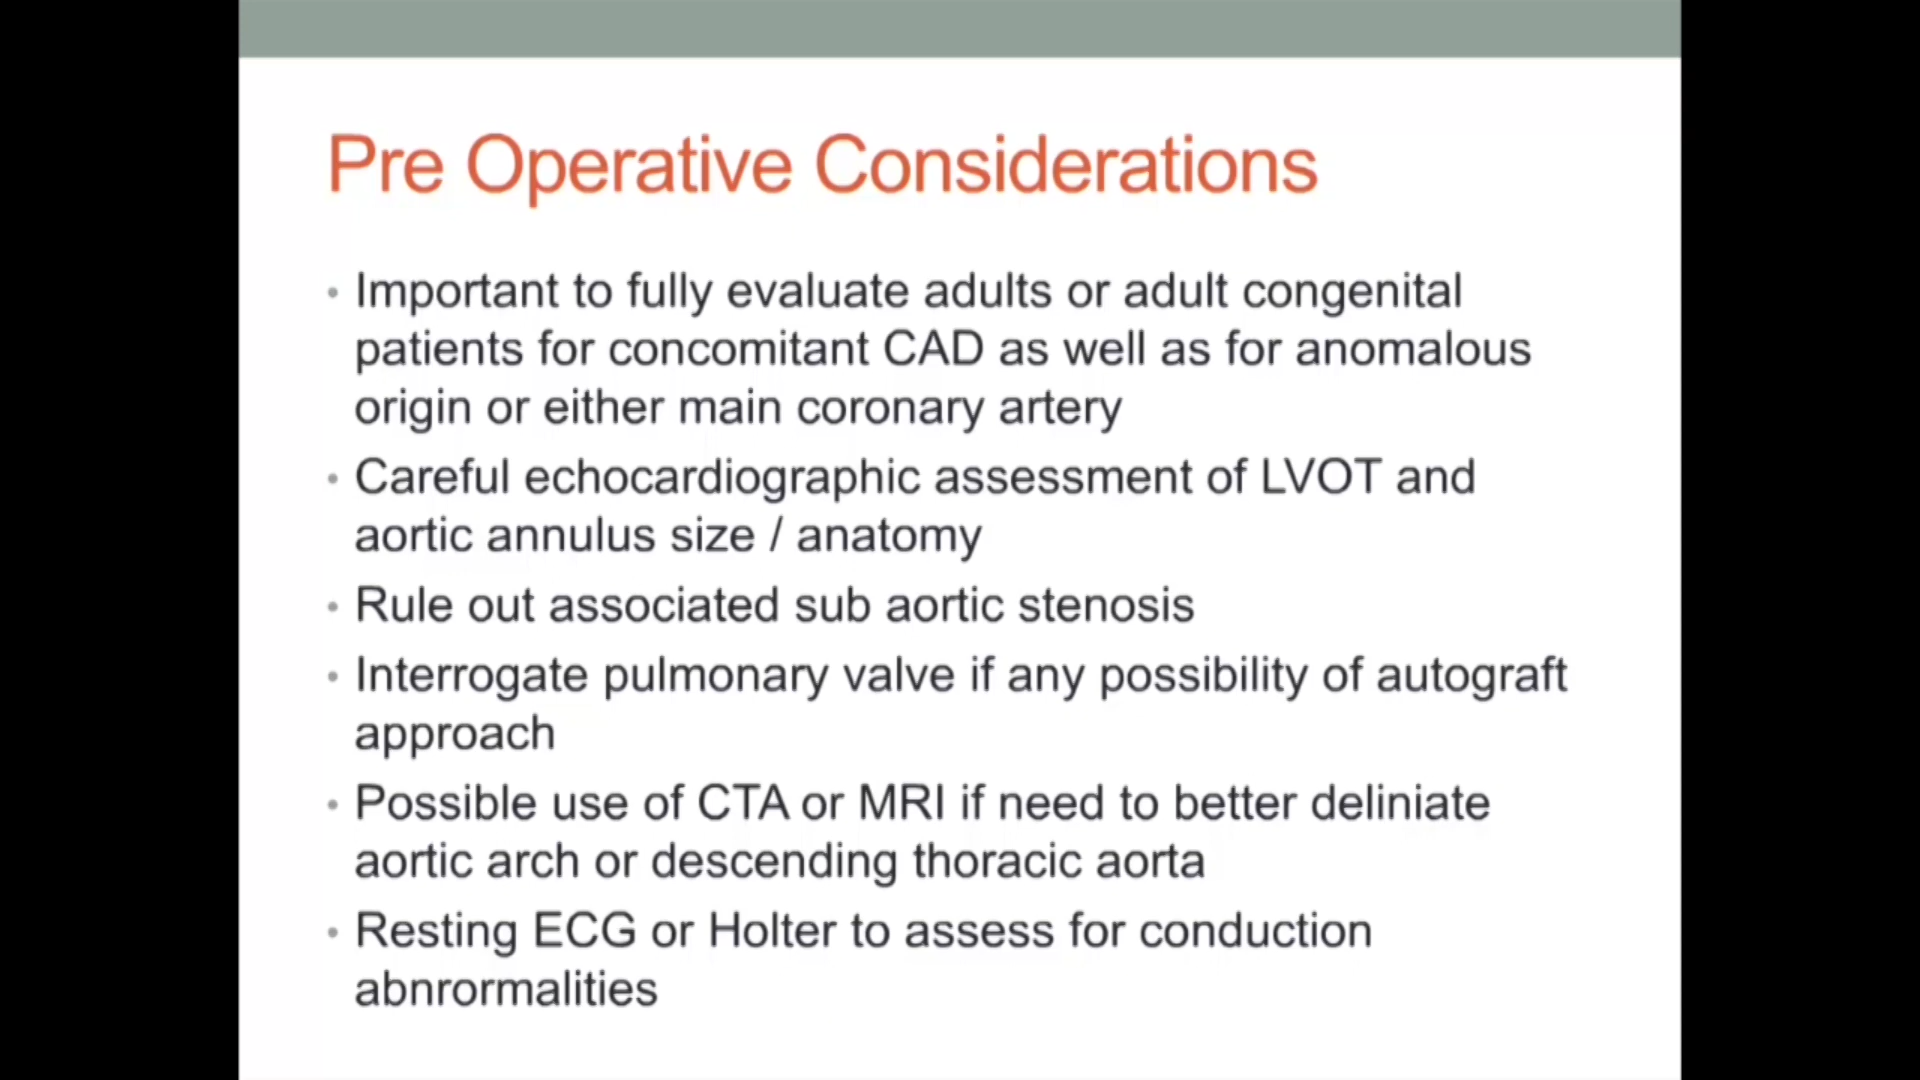 Pre Operative Considerations
• Important to fully evaluate adults or adult congenital
patients for concomitant CAD as well as for anomalous
origin or either main coronary artery
• Careful echocardiographic assessment of LVOT and
aortic annulus size / anatomy
• Rule out associated sub aortic stenosis
• Interrogate pulmonary valve if any possibility of autograft
approach
• Possible use of CTA or MRI if need to better deliniate
aortic arch or descending thoracic aorta
• Resting ECG or Holter to assess for conduction
abnrormalities